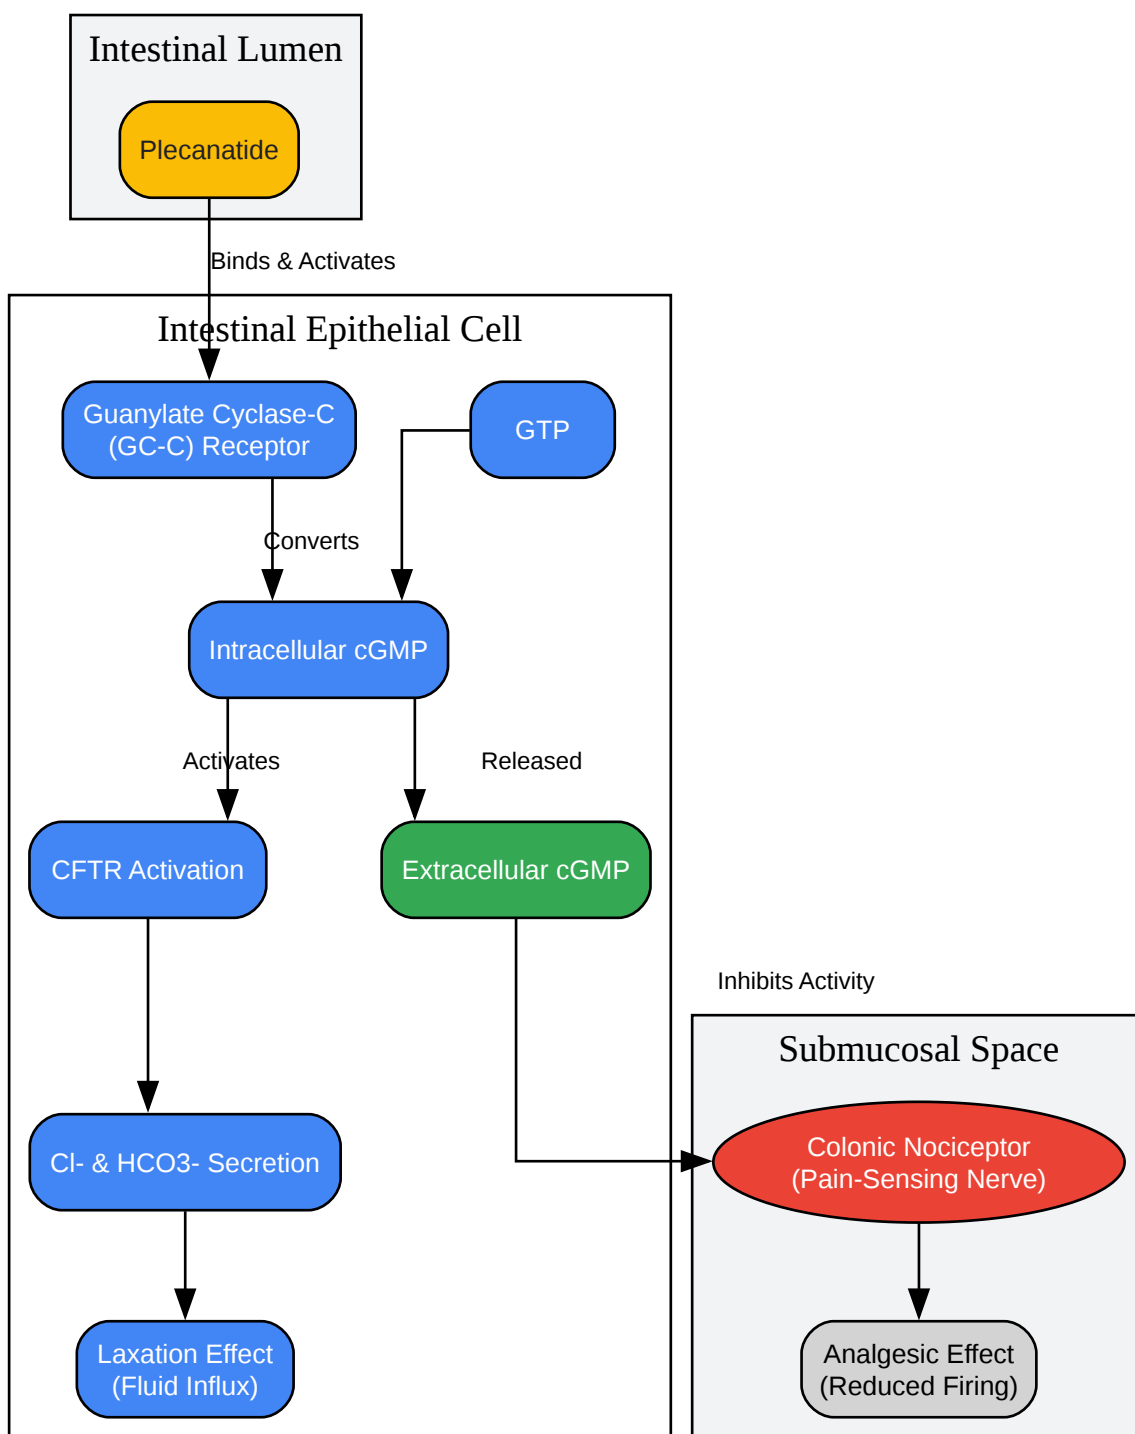 Intestinal Lumen
Plecanatide
Binds & Activates
Intestinal Epithelial Cell
Guanylate Cyclase-C
(GC-C) Receptor
GTP
Converts
Intracellular cGMP
Activates
Released
CFTR Activation
Extracellular cGMP
Inhibits Activity
Submucosal Space
Colonic Nociceptor
(Pain-Sensing Nerve)
Cl- & HCO3- Secretion
Laxation Effect
(Fluid Influx)
Analgesic Effect
(Reduced Firing)